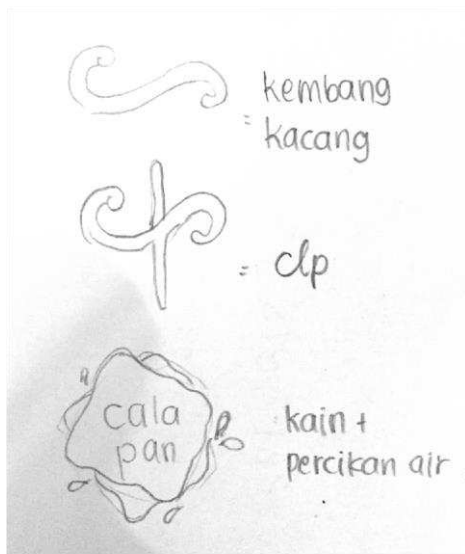 = kembang
kacang
= clp
cala
pan
kain +
percikan air